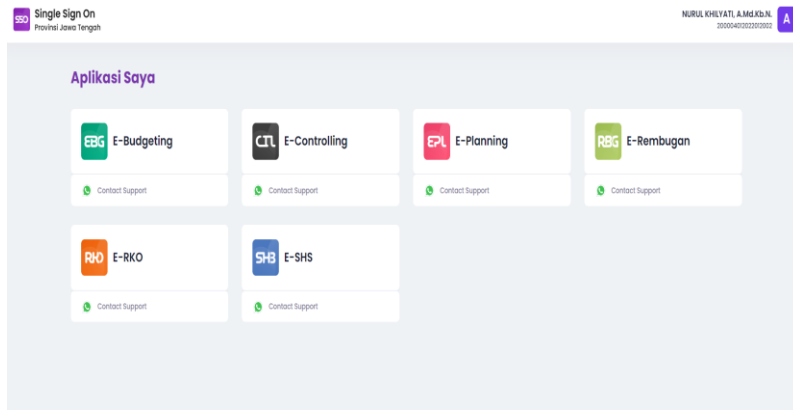 SSO
Single Sign On
Provinsi Jawa Tengah
NURUL KHILYATI, A.Md.Kb.N.
200004012022012002
A
Aplikasi Saya
EBG E-Budgeting
CTL E-Controlling
EPL E-Planning
RBG E-Rembugan
Contact Support
Contact Support
Contact Support
Contact Support
RKO E-RKO
SHB E-SHS
Contact Support
Contact Support